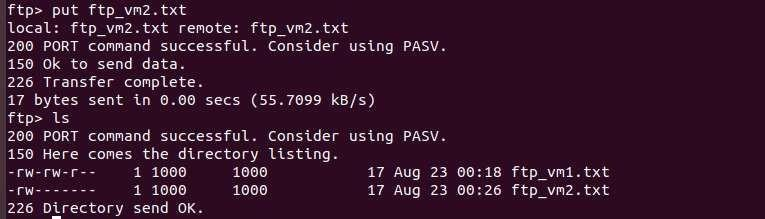 ftp> put ftp_vm2.txt
local: ftp_vm2.txt remote: ftp_vm2.txt
200 PORT command successful. Consider using PASV.
150 Ok to send data.
226 Transfer complete.
17 bytes sent in 0.00 secs (55.7099 kB/s)
ftp> ls
200 PORT command successful. Consider using PASV.
150 Here comes the directory listing.
-rw-rw-r--    1 1000     1000           17 Aug 23 00:18 ftp_vm1.txt
-rw-------    1 1000     1000           17 Aug 23 00:26 ftp_vm2.txt
226 Directory send OK.